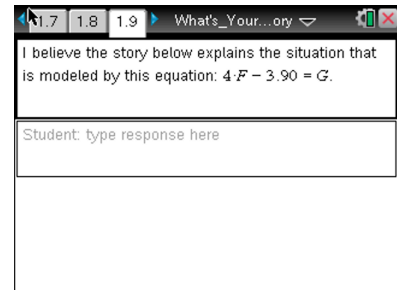 1.7 1.8 1.9 What's_Your...ory
I believe the story below explains the situation that
is modeled by this equation: 4·F − 3.90 = G.
Student: type response here